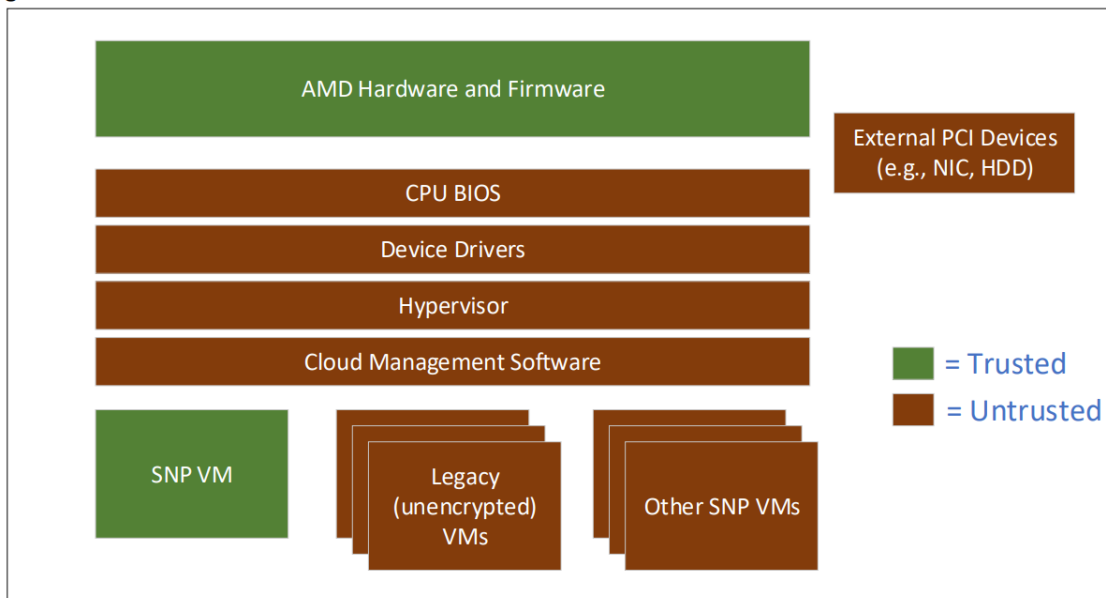 AMD Hardware and Firmware
External PCI Devices
(e.g., NIC, HDD)
CPU BIOS
Device Drivers
Hypervisor
Cloud Management Software
= Trusted
= Untrusted
SNP VM
Legacy
(unencrypted)
VMs
Other SNP VMs